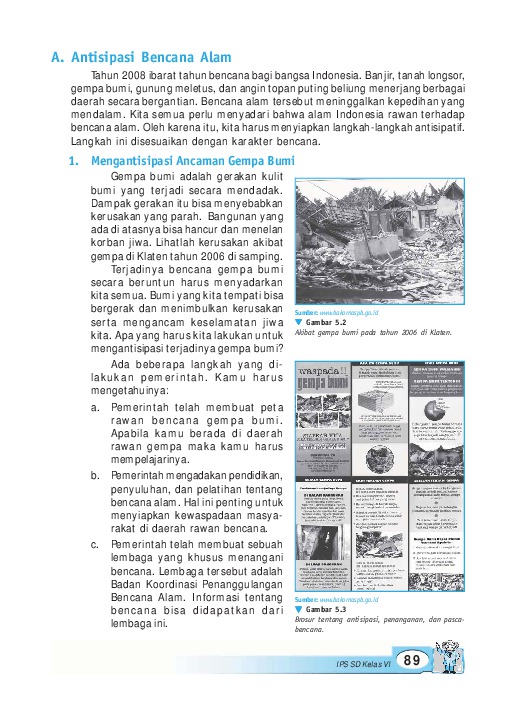 A. Antisipasi Bencana Alam
Tahun 2008 ibarat tahun bencana bagi bangsa Indonesia. Banjir, tanah longsor,
gempa bumi, gunung meletus, dan angin topan puting beliung menerjang berbagai
daerah secara bergantian. Bencana alam tersebut meninggalkan kepedihan yang
mendalam. Kita semua perlu menyadari bahwa alam Indonesia rawan terhadap
bencana alam. Oleh karena itu, kita harus menyiapkan langkah-langkah antisipatif.
Langkah ini disesuaikan dengan karakter bencana.
1. Mengantisipasi Ancaman Gempa Bumi
Gempa bumi adalah gerakan kulit
bumi yang terjadi secara mendadak.
Dampak gerakan itu bisa menyebabkan
kerusakan yang parah. Bangunan yang
ada di atasnya bisa hancur dan menelan
korban jiwa. Lihatlah kerusakan akibat
gempa di Klaten tahun 2006 di samping.
Terjadinya bencana gempa bumi
secara beruntun harus menyadarkan
kita semua. Bumi yang kita tempati bisa
bergerak dan menimbulkan kerusakan
serta mengancam keselamatan jiwa
kita. Apa yang harus kita lakukan untuk
mengantisipasi terjadinya gempa bumi?
Ada beberapa langkah yang di-
lakukan pemerintah. Kamu harus
mengetahuinya:
a. Pemerintah telah membuat peta
rawan bencana gempa bumi.
Apabila kamu berada di daerah
rawan gempa maka kamu harus
mempelajarinya.
b. Pemerintah mengadakan pendidikan,
penyuluhan, dan pelatihan tentang
bencana alam. Hal ini penting untuk
menyiapkan kewaspadaan masya-
rakat di daerah rawan bencana.
c. Pemerintah telah membuat sebuah
lembaga yang khusus menangani
bencana. Lembaga tersebut adalah
Badan Koordinasi Penanggulangan
Bencana Alam. Informasi tentang
bencana bisa didapatkan dari
lembaga ini.
Sumber: www.bakornaspb.go.id
▼ Gambar 5.2
Akibat gempa bumi pada tahun 2006 di Klaten.
waspada!!
gempa bumi
Sumber: www.bakornaspb.go.id
▼ Gambar 5.3
Brosur tentang antisipasi, penanganan, dan pasca-
bencana.
IPS SD Kelas VI 89